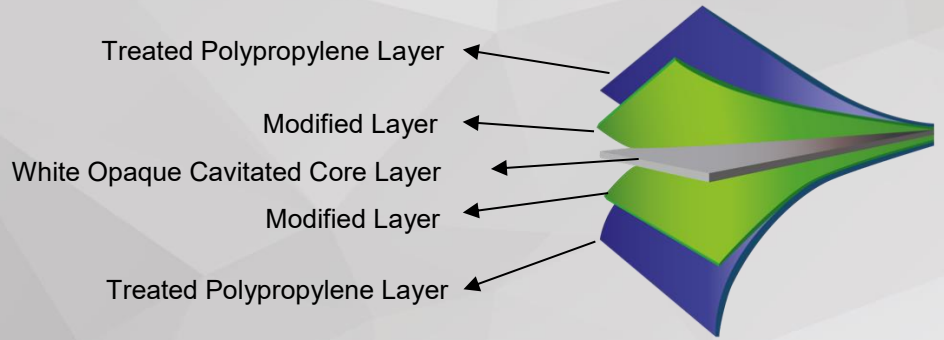 Treated Polypropylene Layer
Modified Layer
White Opaque Cavitated Core Layer
Modified Layer
Treated Polypropylene Layer